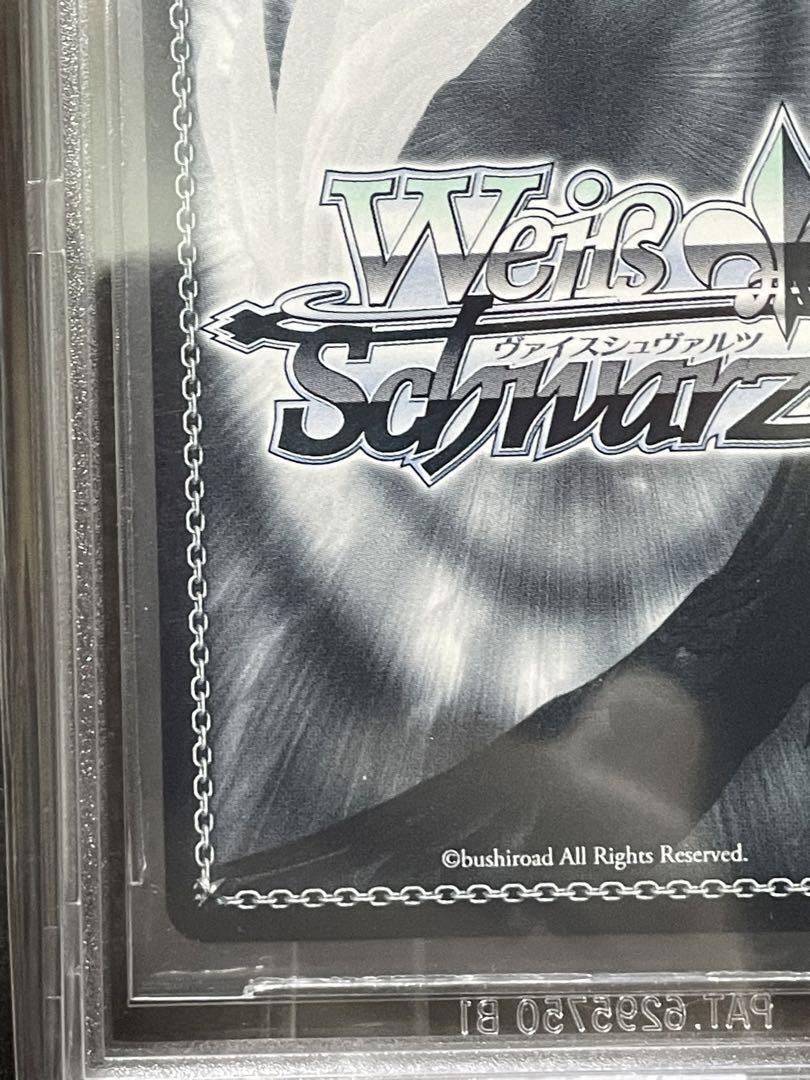 Weiß
ヴァイスシュヴァルツ
Schwarz
©bushiroad All Rights Reserved.
PAT.6295750 B1